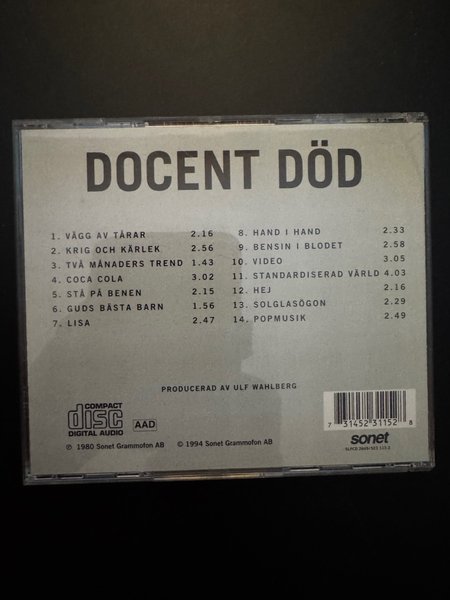 DOCENT DÖD
1. VÄGG AV TÅRAR 2.16
2. KRIG OCH KÄRLEK 2.56
3. TVÅ MÅNADERS TREND 1.43
4. COCA COLA 3.02
5. STÅ PÅ BENEN 2.15
6. GUDS BÄSTA BARN 1.56
7. LISA 2.47
8. HAND I HAND 2.33
9. BENSIN I BLODET 2.58
10. VIDEO 3.05
11. STANDARDISERAD VÄRLD 4.03
12. HEJ 2.16
13. SOLGLASÖGON 2.29
14. POPMUSIK 2.49
PRODUCERAD AV ULF WAHLBERG
COMPACT
disc
DIGITAL AUDIO
AAD
℗ 1980 Sonet Grammofon AB © 1994 Sonet Grammofon AB
7 31452 31152 8
sonet